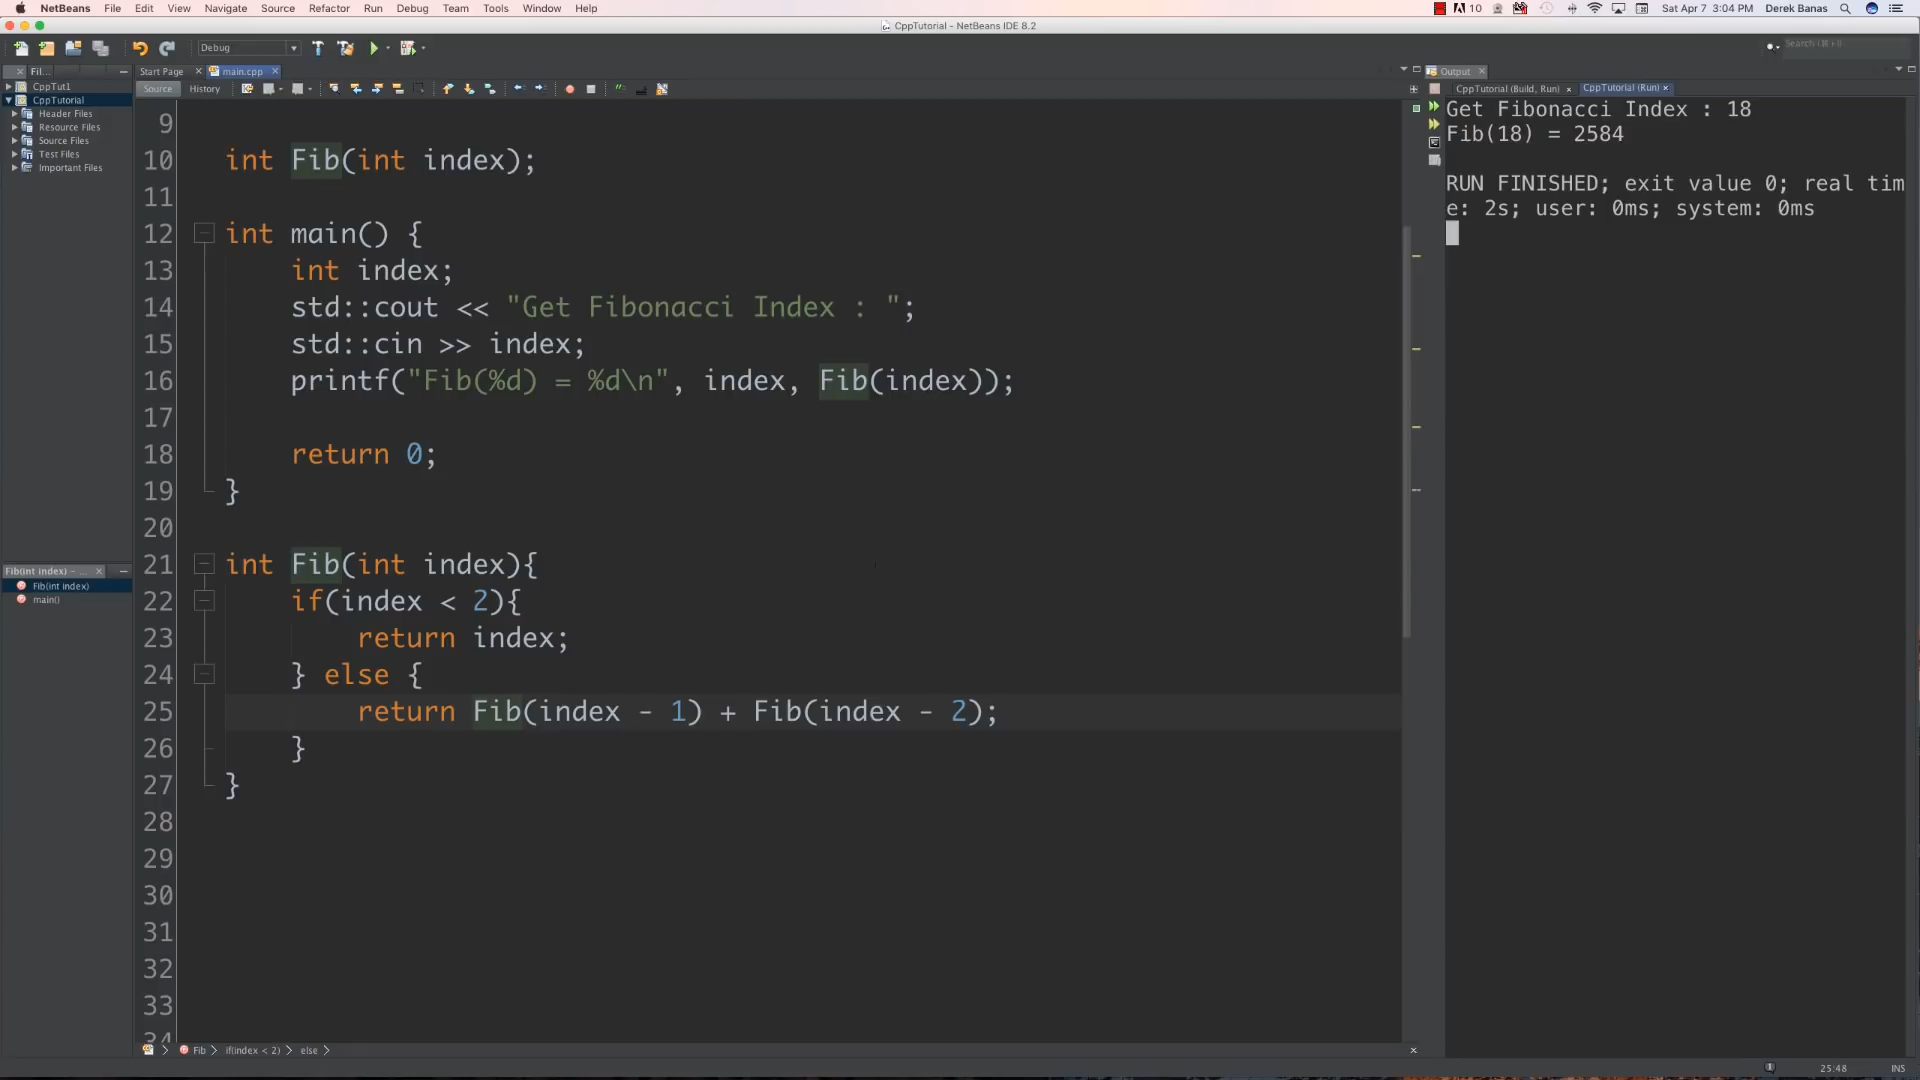 NetBeans File Edit View Navigate Source Refactor Run Debug Team Tools Window Help
10 Sat Apr 7 3:04 PM Derek Banas
CppTutorial - NetBeans IDE 8.2
Debug
Search (⌘+I)
Fil...
Start Page
main.cpp
Output
CppTut1
CppTutorial
Header Files
Resource Files
Source Files
Test Files
Important Files
Source History
CppTutorial (Build, Run)
CppTutorial (Run)
9
10 int Fib(int index);
11
12 int main() {
13 int index;
14 std::cout << "Get Fibonacci Index : ";
15 std::cin >> index;
16 printf("Fib(%d) = %d\n", index, Fib(index));
17
18 return 0;
19 }
20
21 int Fib(int index){
22 if(index < 2){
23 return index;
24 } else {
25 return Fib(index - 1) + Fib(index - 2);
26 }
27 }
28
29
30
31
32
33
34
Get Fibonacci Index : 18
Fib(18) = 2584
RUN FINISHED; exit value 0; real tim
e: 2s; user: 0ms; system: 0ms
Fib(int index) - ...
Fib(int index)
main()
Fib if(index < 2) else
25:48 INS